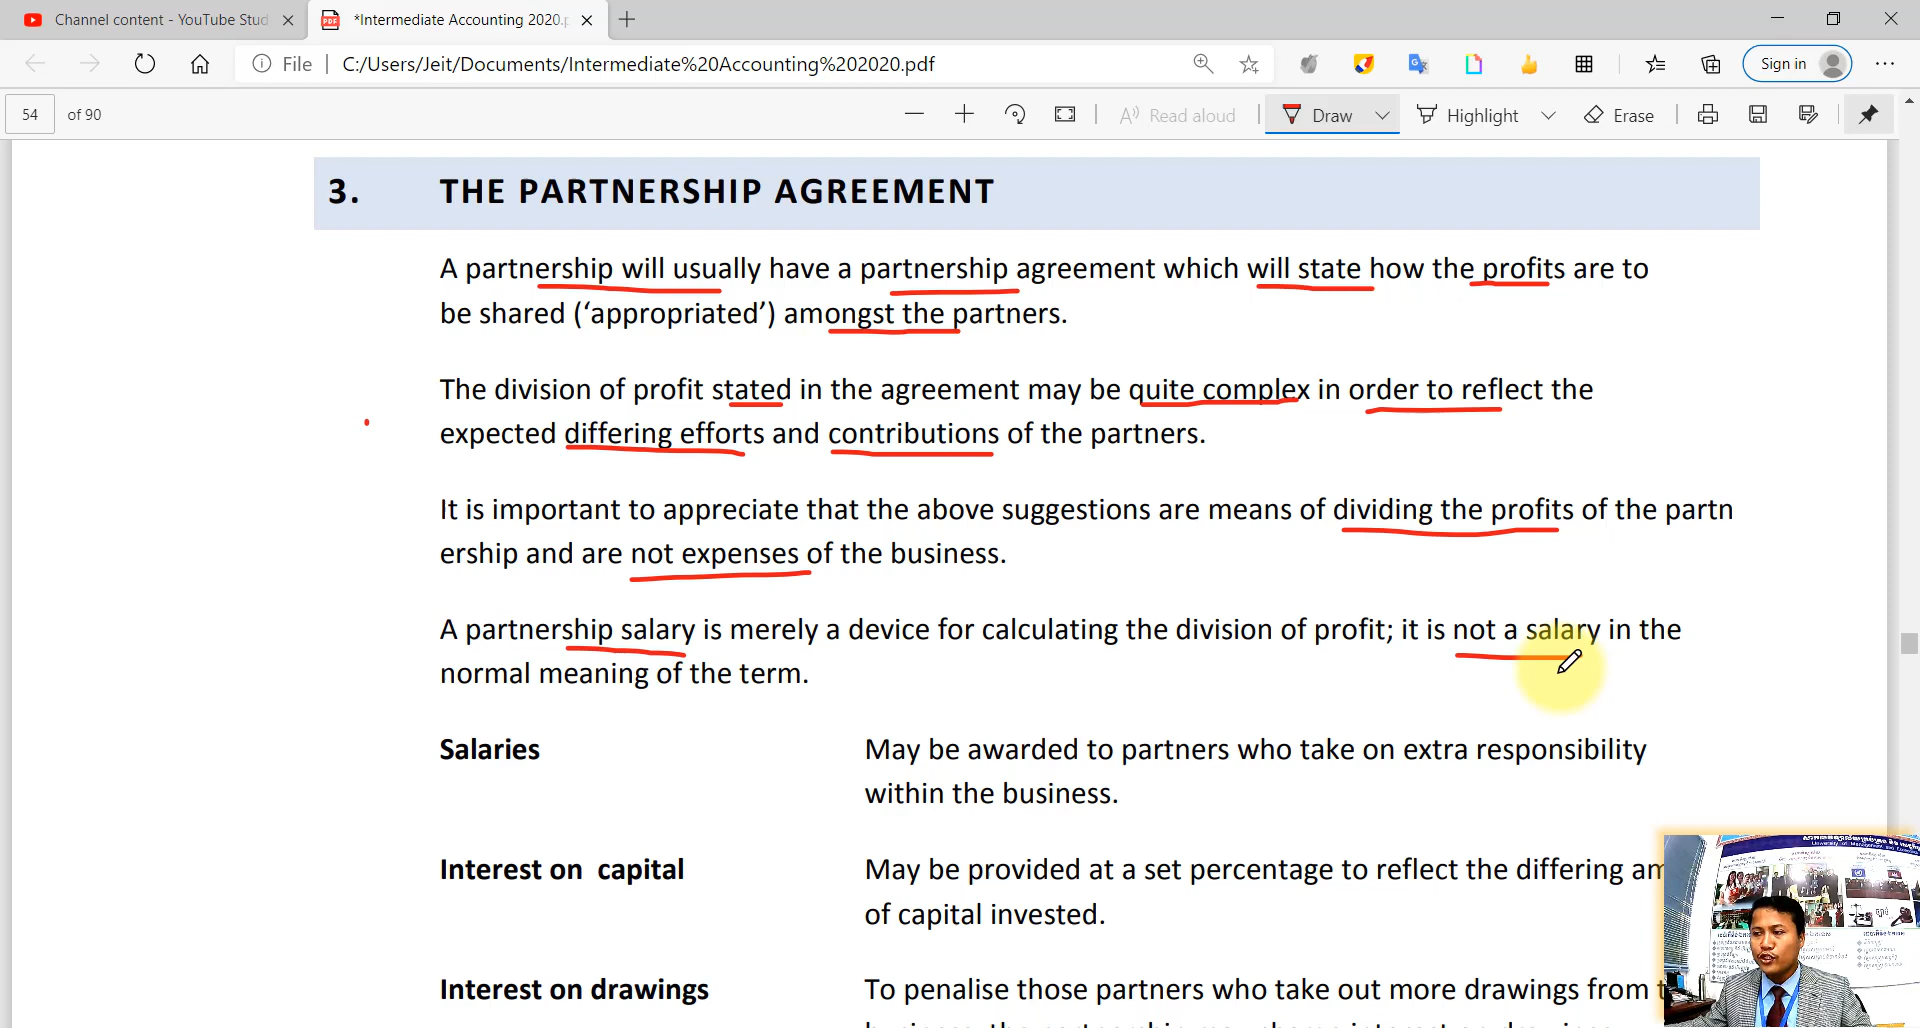 Channel content - YouTube Stud
*Intermediate Accounting 2020.p
File
C:/Users/Jeit/Documents/Intermediate%20Accounting%202020.pdf
Sign in
54 of 90
Read aloud
Draw
Highlight
Erase
3. THE PARTNERSHIP AGREEMENT
A partnership will usually have a partnership agreement which will state how the profits are to
be shared (‘appropriated’) amongst the partners.
The division of profit stated in the agreement may be quite complex in order to reflect the
expected differing efforts and contributions of the partners.
It is important to appreciate that the above suggestions are means of dividing the profits of the partn
ership and are not expenses of the business.
A partnership salary is merely a device for calculating the division of profit; it is not a salary in the
normal meaning of the term.
Salaries May be awarded to partners who take on extra responsibility
within the business.
Interest on capital May be provided at a set percentage to reflect the differing am
of capital invested.
Interest on drawings To penalise those partners who take out more drawings from t
University of Management and